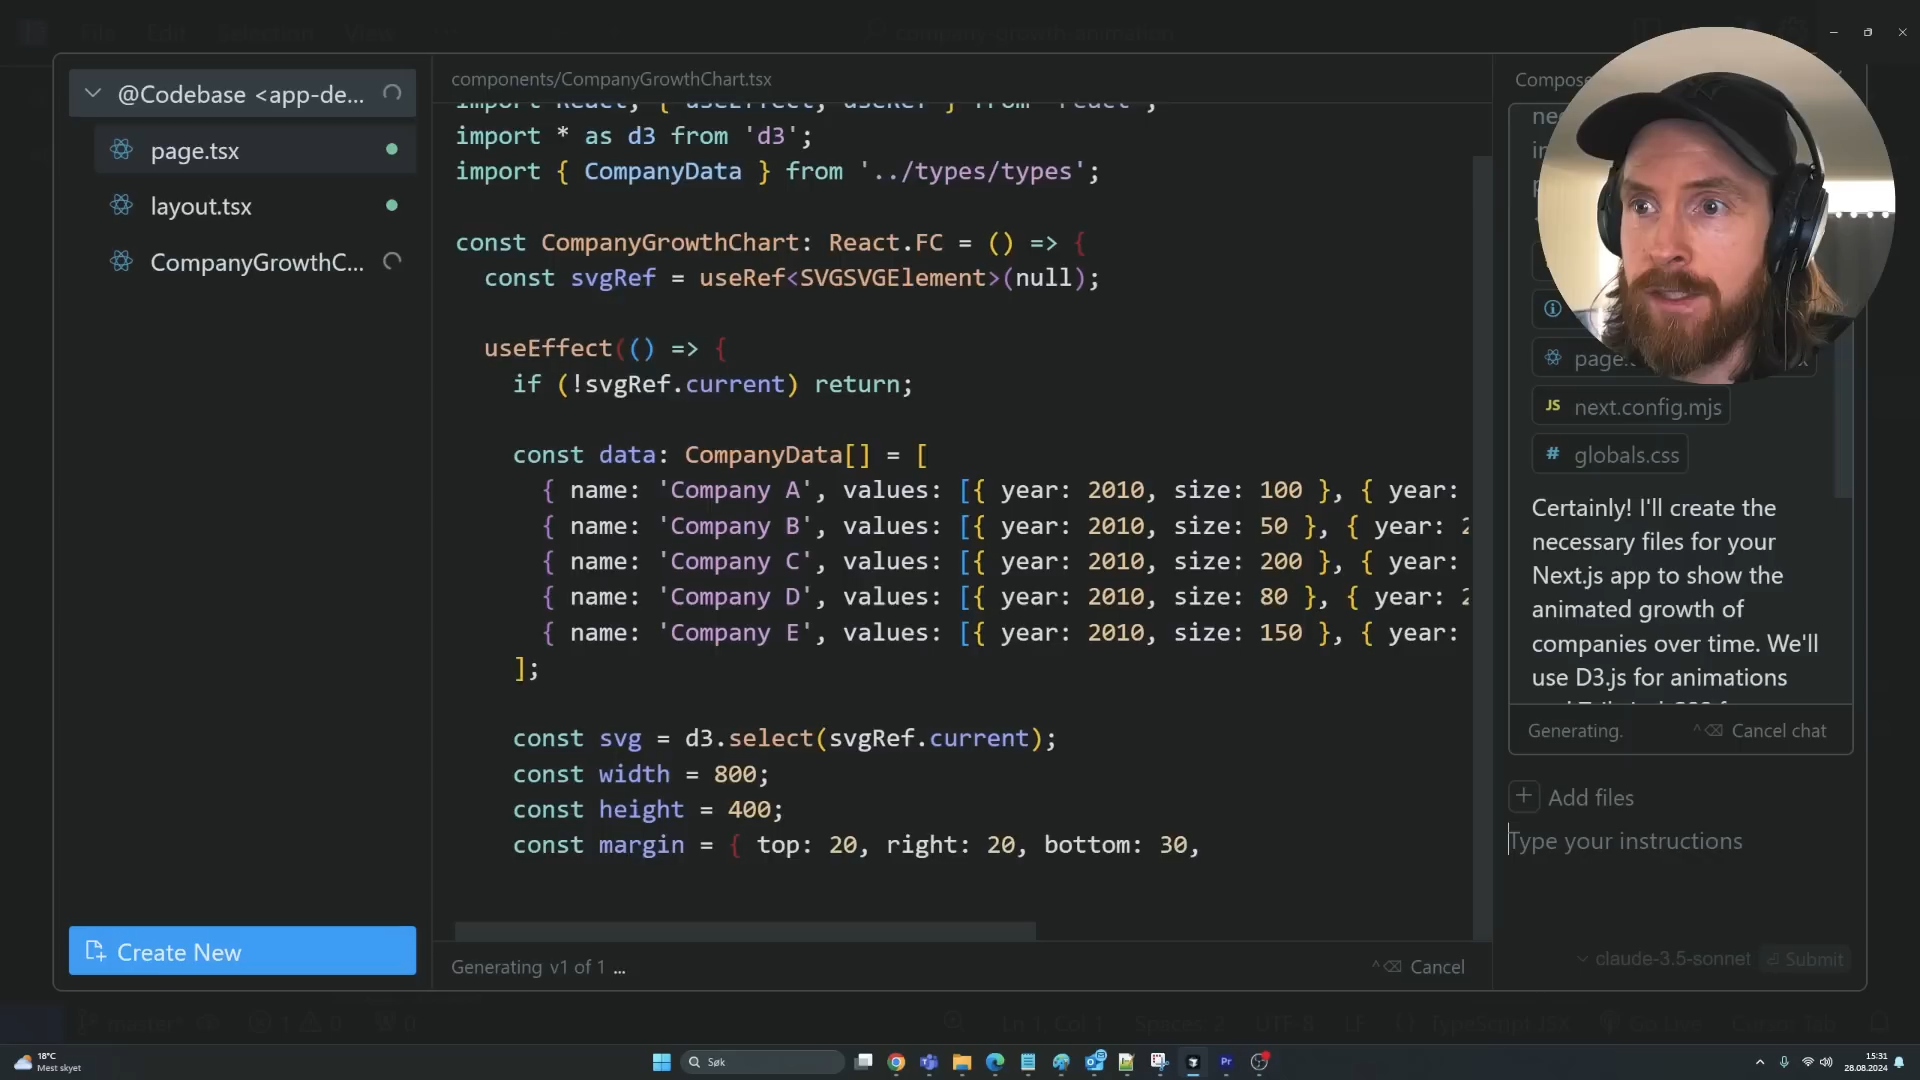 File Edit Selection View
company-growth-animation
@Codebase <app-de...
page.tsx
layout.tsx
CompanyGrowthC...
Create New
components/CompanyGrowthChart.tsx
import React, { useEffect, useRef } from 'react';
import * as d3 from 'd3';
import { CompanyData } from '../types/types';
const CompanyGrowthChart: React.FC = () => {
const svgRef = useRef<SVGSVGElement>(null);
useEffect(() => {
if (!svgRef.current) return;
const data: CompanyData[] = [
{ name: 'Company A', values: [{ year: 2010, size: 100 }, { year:
{ name: 'Company B', values: [{ year: 2010, size: 50 }, { year: 2
{ name: 'Company C', values: [{ year: 2010, size: 200 }, { year:
{ name: 'Company D', values: [{ year: 2010, size: 80 }, { year: 2
{ name: 'Company E', values: [{ year: 2010, size: 150 }, { year:
];
const svg = d3.select(svgRef.current);
const width = 800;
const height = 400;
const margin = { top: 20, right: 20, bottom: 30,
Generating v1 of 1 ...
Cancel
Compose
page.
next.config.mjs
globals.css
Certainly! I'll create the
necessary files for your
Next.js app to show the
animated growth of
companies over time. We'll
use D3.js for animations
Generating.
Cancel chat
Add files
Type your instructions
claude-3.5-sonnet
Submit
master*
1 0
0
Ln 1, Col 1
Spaces: 2
UTF-8
LF
TypeScript JSX
Go Live
Cursor Tab
18°C
Mest skyet
Søk
15:31
28.08.2024